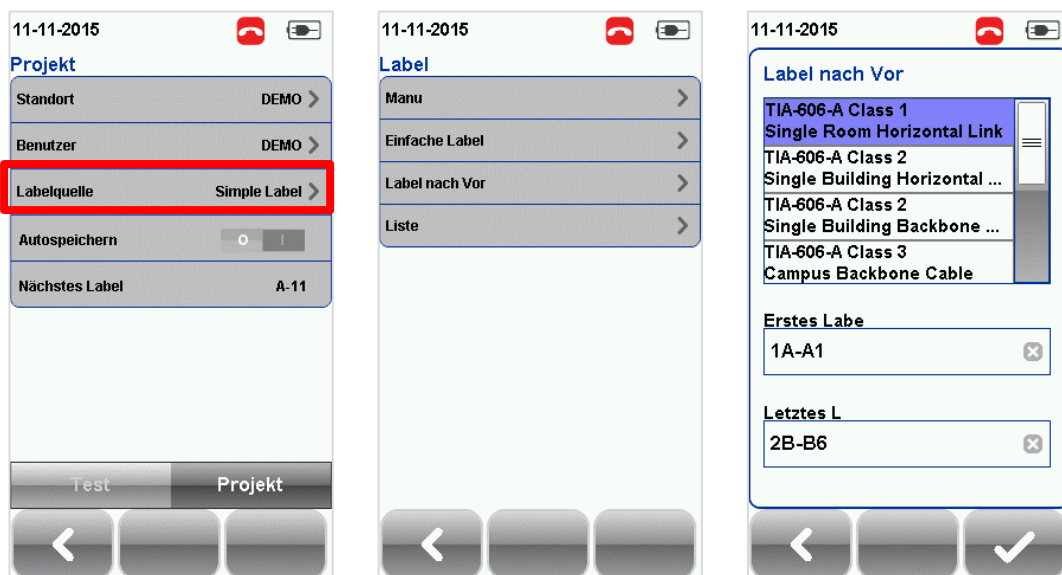 11-11-2015
Projekt
Standort DEMO
Benutzer DEMO
Labelquelle Simple Label
Autospeichern O I
Nächstes Label A-11
Test Projekt
11-11-2015
Label
Manu
Einfache Label
Label nach Vor
Liste
11-11-2015
Label nach Vor
TIA-606-A Class 1
Single Room Horizontal Link
TIA-606-A Class 2
Single Building Horizontal ...
TIA-606-A Class 2
Single Building Backbone ...
TIA-606-A Class 3
Campus Backbone Cable
Erstes Labe
1A-A1
Letztes L
2B-B6